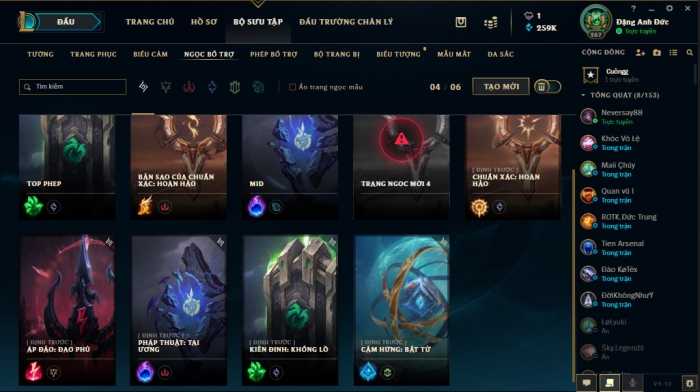 ĐẤU
TRANG CHỦ
HỒ SƠ
BỘ SƯU TẬP
ĐẤU TRƯỜNG CHÂN LÝ
1
259K
267
Đặng Anh Đức
Trực tuyến
TƯỚNG
TRANG PHỤC
BIỂU CẢM
NGỌC BỔ TRỢ
PHÉP BỔ TRỢ
BỘ TRANG BỊ
BIỂU TƯỢNG
MẪU MẮT
ĐA SẮC
Tìm kiếm
Ẩn trang ngọc mẫu
04 / 06
TẠO MỚI
TOP PHEP
BẢN SAO CỦA CHUẨN
XÁC: HOÀN HẢO
MID
TRANG NGỌC MỚI 4
[ ĐỊNH TRƯỚC ]
CHUẨN XÁC: HOÀN
HẢO
[ ĐỊNH TRƯỚC ]
ÁP ĐẢO: ĐAO PHỦ
[ ĐỊNH TRƯỚC ]
PHÁP THUẬT: TAI
ƯƠNG
[ ĐỊNH TRƯỚC ]
KIÊN ĐỊNH: KHỔNG LỒ
[ ĐỊNH TRƯỚC ]
CẢM HỨNG: BẤT TỬ
CỘNG ĐỒNG
Cuồngg
1 trực tuyến
TỔNG QUÁT (8/153)
Neversay88
Trực tuyến
Khóc Vô Lệ
Trong trận
Maii Chúy
Trong trận
Quan vũ I
Trong trận
ROTK.Đức Trung
Trong trận
Tien Arsenal
Trong trận
Đào KøTêx
Trong trận
ĐờiKhôngNhưÝ
Trong trận
Ẩn
Sky.Legends
Ẩn
V9.13